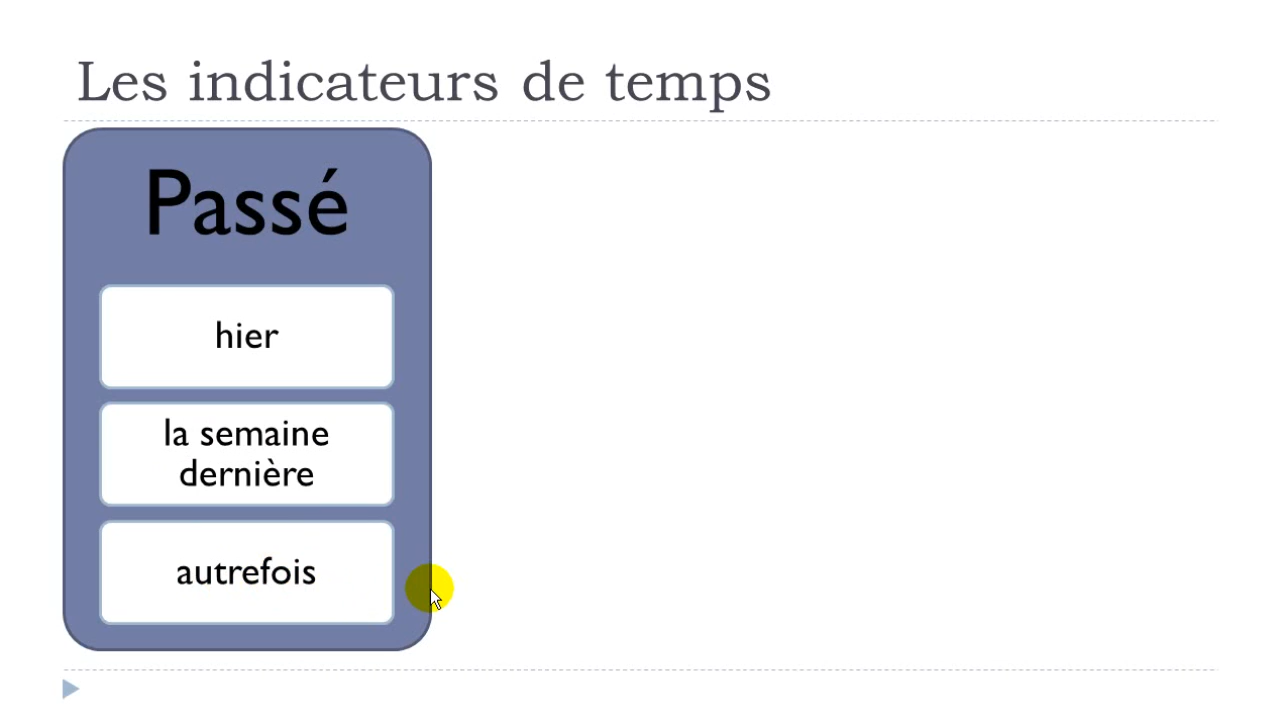 Les indicateurs de temps
Passé
hier
la semaine
dernière
autrefois